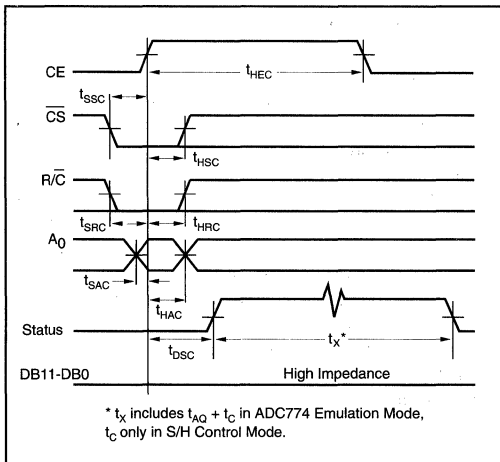 CE
tHEC
tSSC
CS
tHSC
R/C
tSRC
tHRC
A0
tSAC
tHAC
Status
tDSC
tX*
DB11-DB0
High Impedance
* tX includes tAQ + tC in ADC774 Emulation Mode,
tC only in S/H Control Mode.